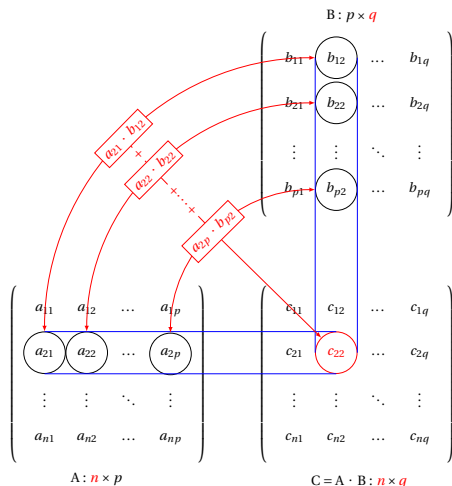 B : p × q
b11 b12 … b1q
b21 b22 … b2q
⋮ ⋮ ⋱ ⋮
bp1 bp2 … bpq
a21 · b12
+
a22 · b22
+ … +
a2p · bp2
+
a11 a12 … a1p
a21 a22 … a2p
⋮ ⋮ ⋱ ⋮
an1 an2 … anp
A : n × p
c11 c12 … c1q
c21 c22 … c2q
⋮ ⋮ ⋱ ⋮
cn1 cn2 … cnq
C = A · B : n × q